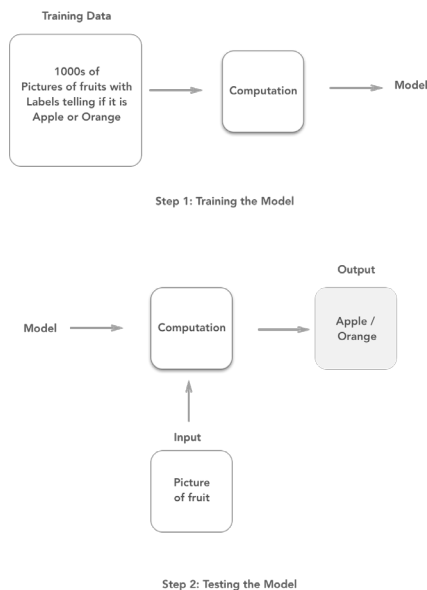 Training Data
1000s of
Pictures of fruits with
Labels telling if it is
Apple or Orange
Computation
Model
Step 1: Training the Model
Output
Model
Computation
Apple /
Orange
Input
Picture
of fruit
Step 2: Testing the Model